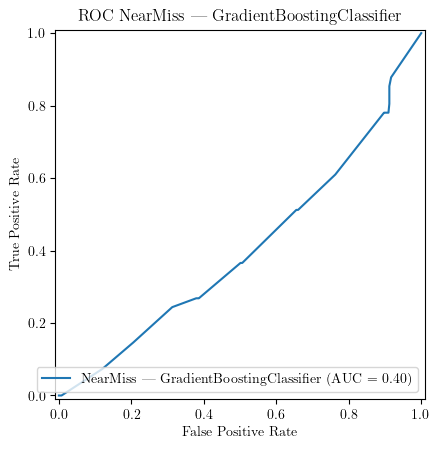 ROC NearMiss — GradientBoostingClassifier
1.0
0.8
0.6
0.4
0.2
0.0
True Positive Rate
NearMiss — GradientBoostingClassifier (AUC = 0.40)
0.0 0.2 0.4 0.6 0.8 1.0
False Positive Rate